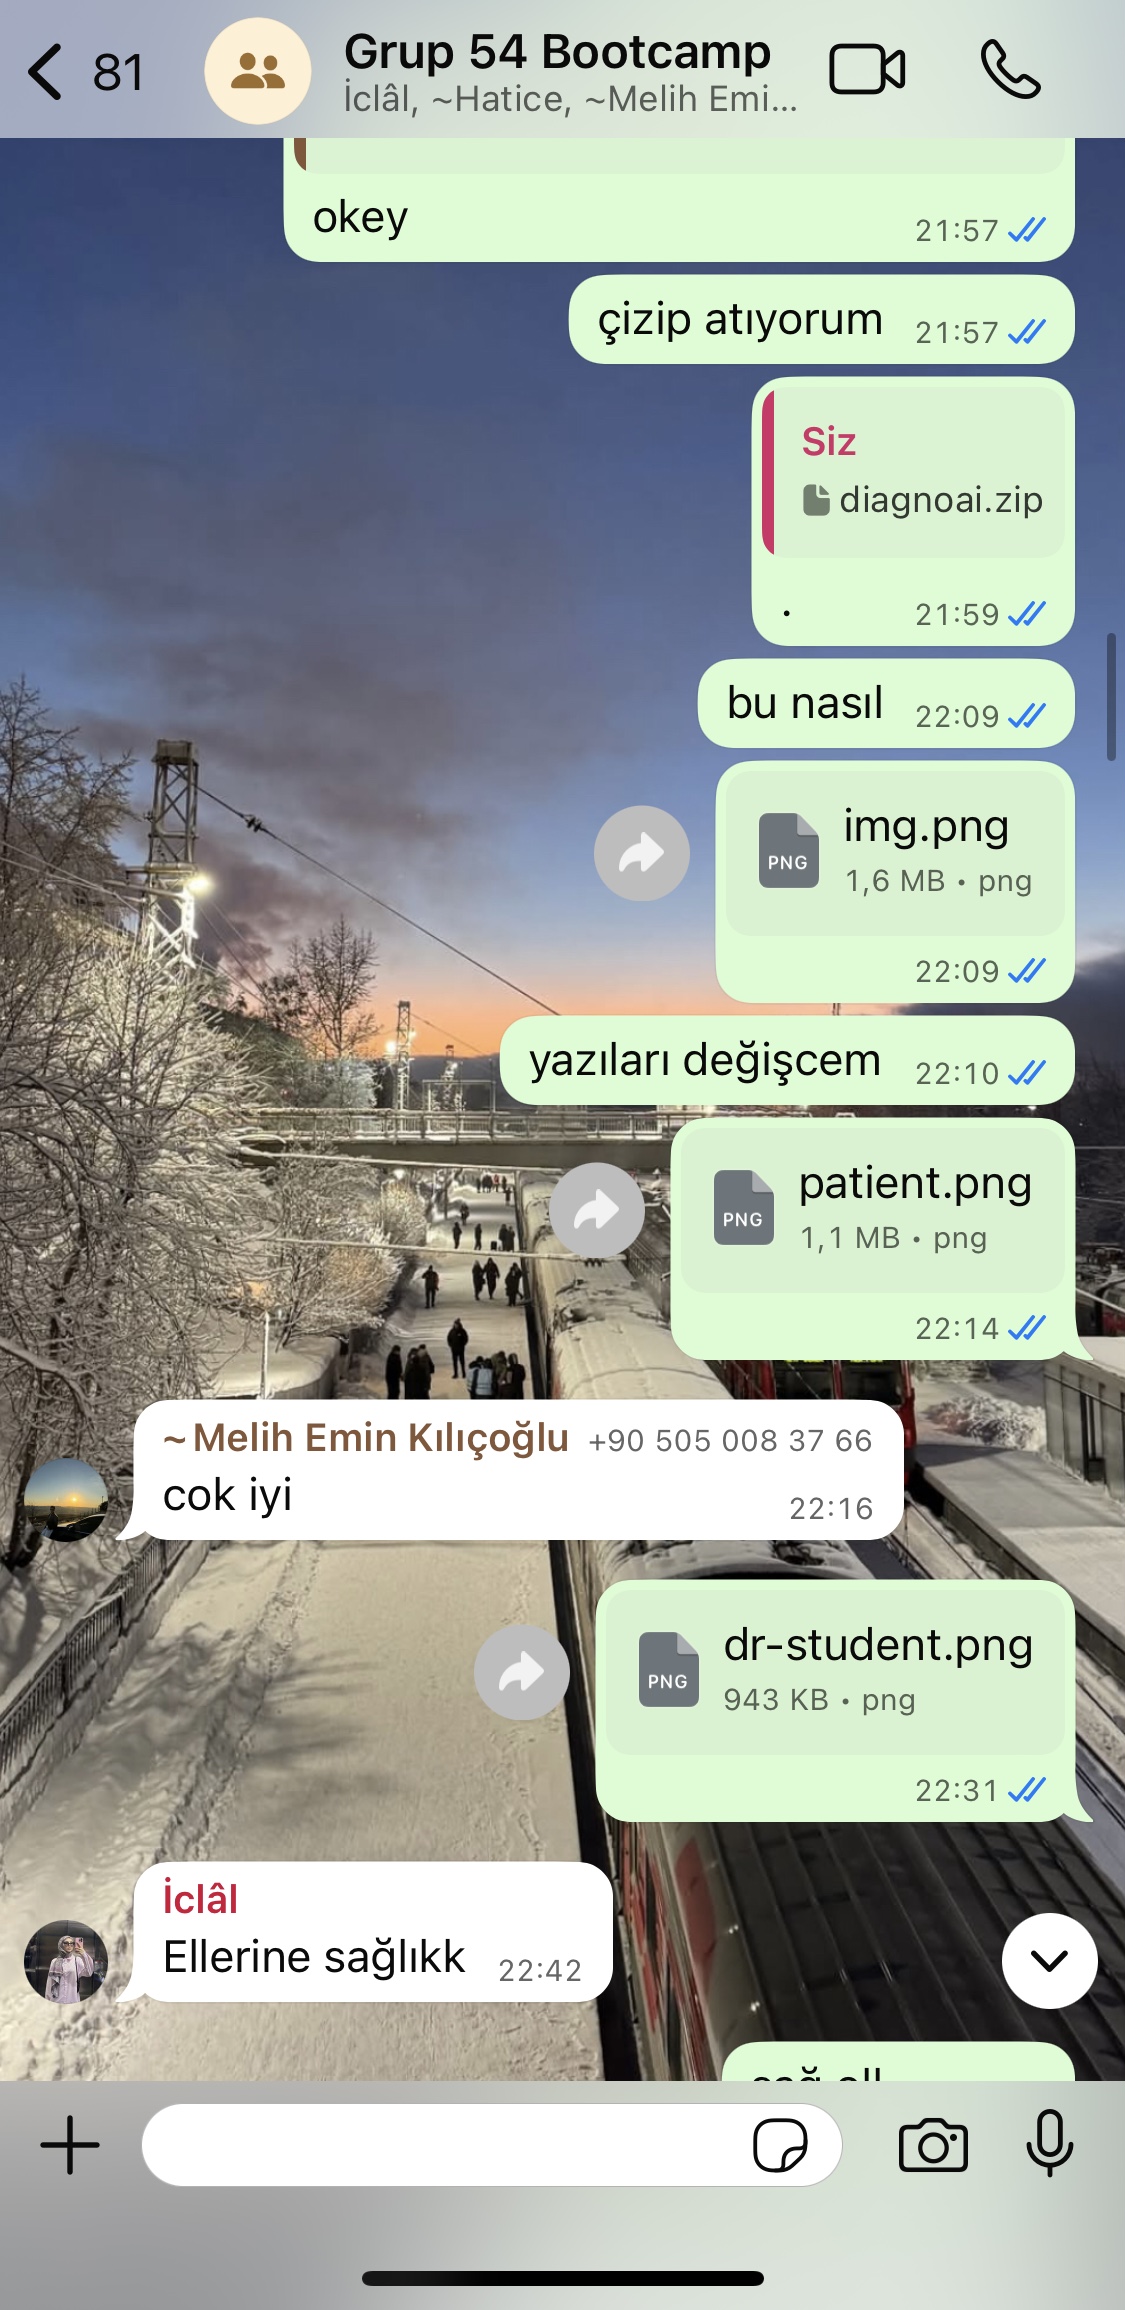 81
Grup 54 Bootcamp
İclâl, ~Hatice, ~Melih Emi...
okey
21:57
çizip atıyorum 21:57
Siz
diagnoai.zip
.
21:59
bu nasıl 22:09
img.png
PNG
1,6 MB • png
22:09
yazıları değişcem 22:10
patient.png
PNG
1,1 MB • png
22:14
~Melih Emin Kılıçoğlu +90 505 008 37 66
cok iyi
22:16
dr-student.png
PNG
943 KB • png
22:31
İclâl
Ellerine sağlıkk 22:42